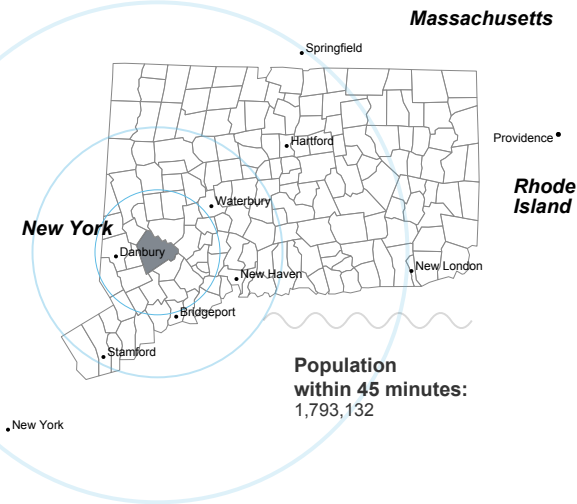 Massachusetts
Springfield
Providence
Hartford
Rhode
Island
Waterbury
New York
Danbury
New Haven
New London
Bridgeport
Stamford
Population
within 45 minutes:
1,793,132
New York